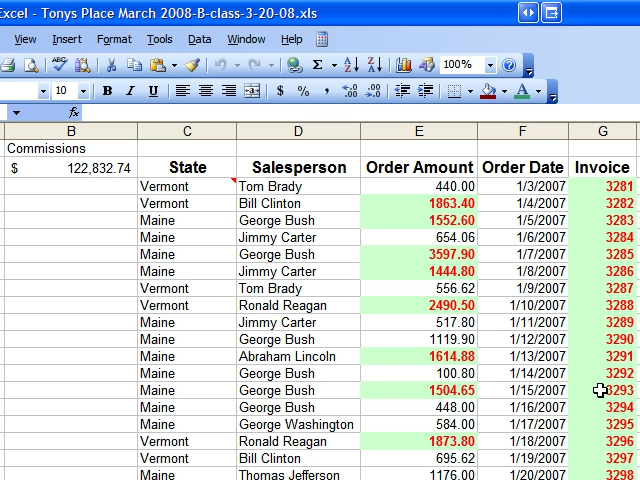 Excel - Tonys Place March 2008-B-class-3-20-08.xls
View Insert Format Tools Data Window Help
100%
10 B I U $ % ,
fx
B C D E F G
Commissions
$ 122,832.74 State Salesperson Order Amount Order Date Invoice
Vermont Tom Brady 440.00 1/3/2007 3281
Vermont Bill Clinton 1863.40 1/4/2007 3282
Maine George Bush 1552.60 1/5/2007 3283
Maine Jimmy Carter 654.06 1/6/2007 3284
Maine George Bush 3597.90 1/7/2007 3285
Maine Jimmy Carter 1444.80 1/8/2007 3286
Vermont Tom Brady 556.62 1/9/2007 3287
Vermont Ronald Reagan 2490.50 1/10/2007 3288
Maine Jimmy Carter 517.80 1/11/2007 3289
Maine George Bush 1119.90 1/12/2007 3290
Maine Abraham Lincoln 1614.88 1/13/2007 3291
Maine George Bush 100.80 1/14/2007 3292
Maine George Bush 1504.65 1/15/2007 3293
Maine George Bush 448.00 1/16/2007 3294
Maine George Washington 584.00 1/17/2007 3295
Vermont Ronald Reagan 1873.80 1/18/2007 3296
Vermont Bill Clinton 695.62 1/19/2007 3297
Maine Thomas Jefferson 1176.00 1/20/2007 3298